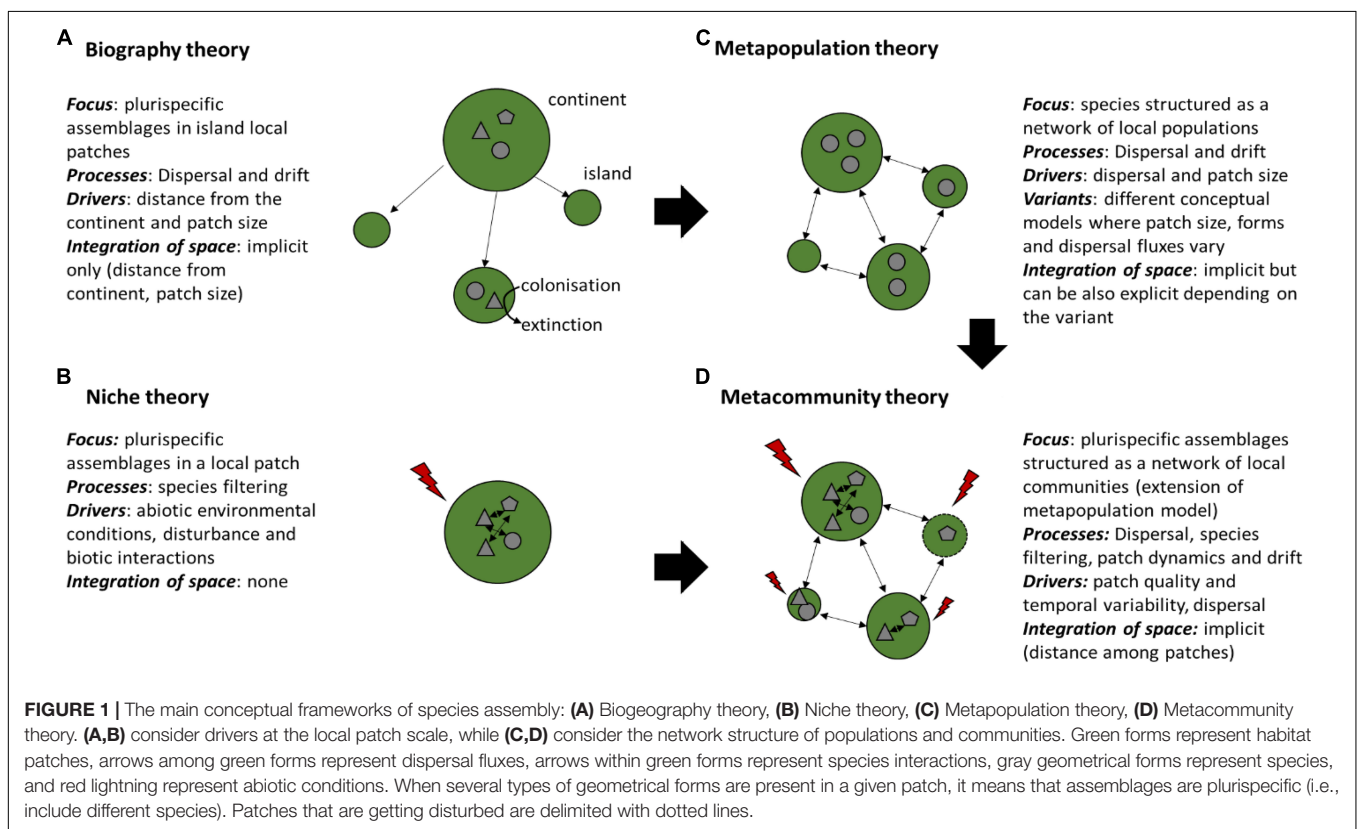 A
Biography theory
Focus: plurispecific
assemblages in island local
patches
Processes: Dispersal and drift
Drivers: distance from the
continent and patch size
Integration of space: implicit
only (distance from
continent, patch size)
continent
island
colonisation
extinction
C
Metapopulation theory
Focus: species structured as a
network of local populations
Processes: Dispersal and drift
Drivers: dispersal and patch size
Variants: different conceptual
models where patch size, forms
and dispersal fluxes vary
Integration of space: implicit but
can be also explicit depending on
the variant
B
Niche theory
Focus: plurispecific
assemblages in a local patch
Processes: species filtering
Drivers: abiotic environmental
conditions, disturbance and
biotic interactions
Integration of space: none
D
Metacommunity theory
Focus: plurispecific assemblages
structured as a network of local
communities (extension of
metapopulation model)
Processes: Dispersal, species
filtering, patch dynamics and drift
Drivers: patch quality and
temporal variability, dispersal
Integration of space: implicit
(distance among patches)
FIGURE 1 | The main conceptual frameworks of species assembly: (A) Biogeography theory, (B) Niche theory, (C) Metapopulation theory, (D) Metacommunity
theory. (A,B) consider drivers at the local patch scale, while (C,D) consider the network structure of populations and communities. Green forms represent habitat
patches, arrows among green forms represent dispersal fluxes, arrows within green forms represent species interactions, gray geometrical forms represent species,
and red lightning represent abiotic conditions. When several types of geometrical forms are present in a given patch, it means that assemblages are plurispecific (i.e.,
include different species). Patches that are getting disturbed are delimited with dotted lines.